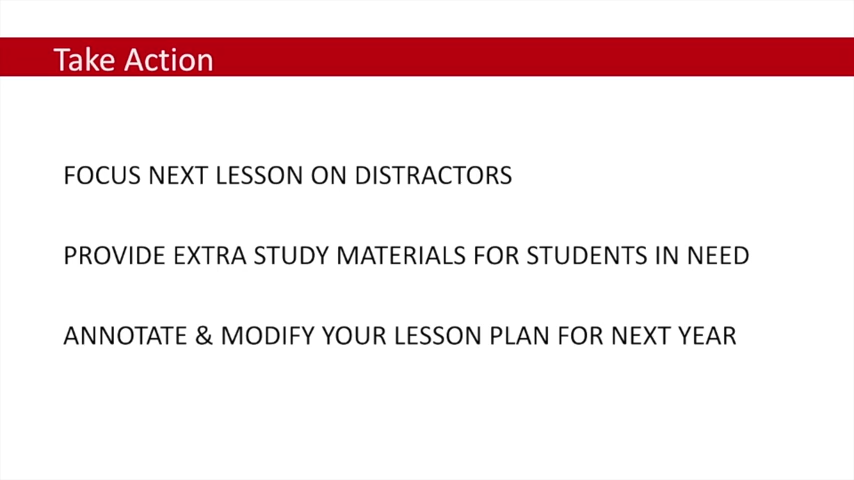 Take Action
FOCUS NEXT LESSON ON DISTRACTORS
PROVIDE EXTRA STUDY MATERIALS FOR STUDENTS IN NEED
ANNOTATE & MODIFY YOUR LESSON PLAN FOR NEXT YEAR